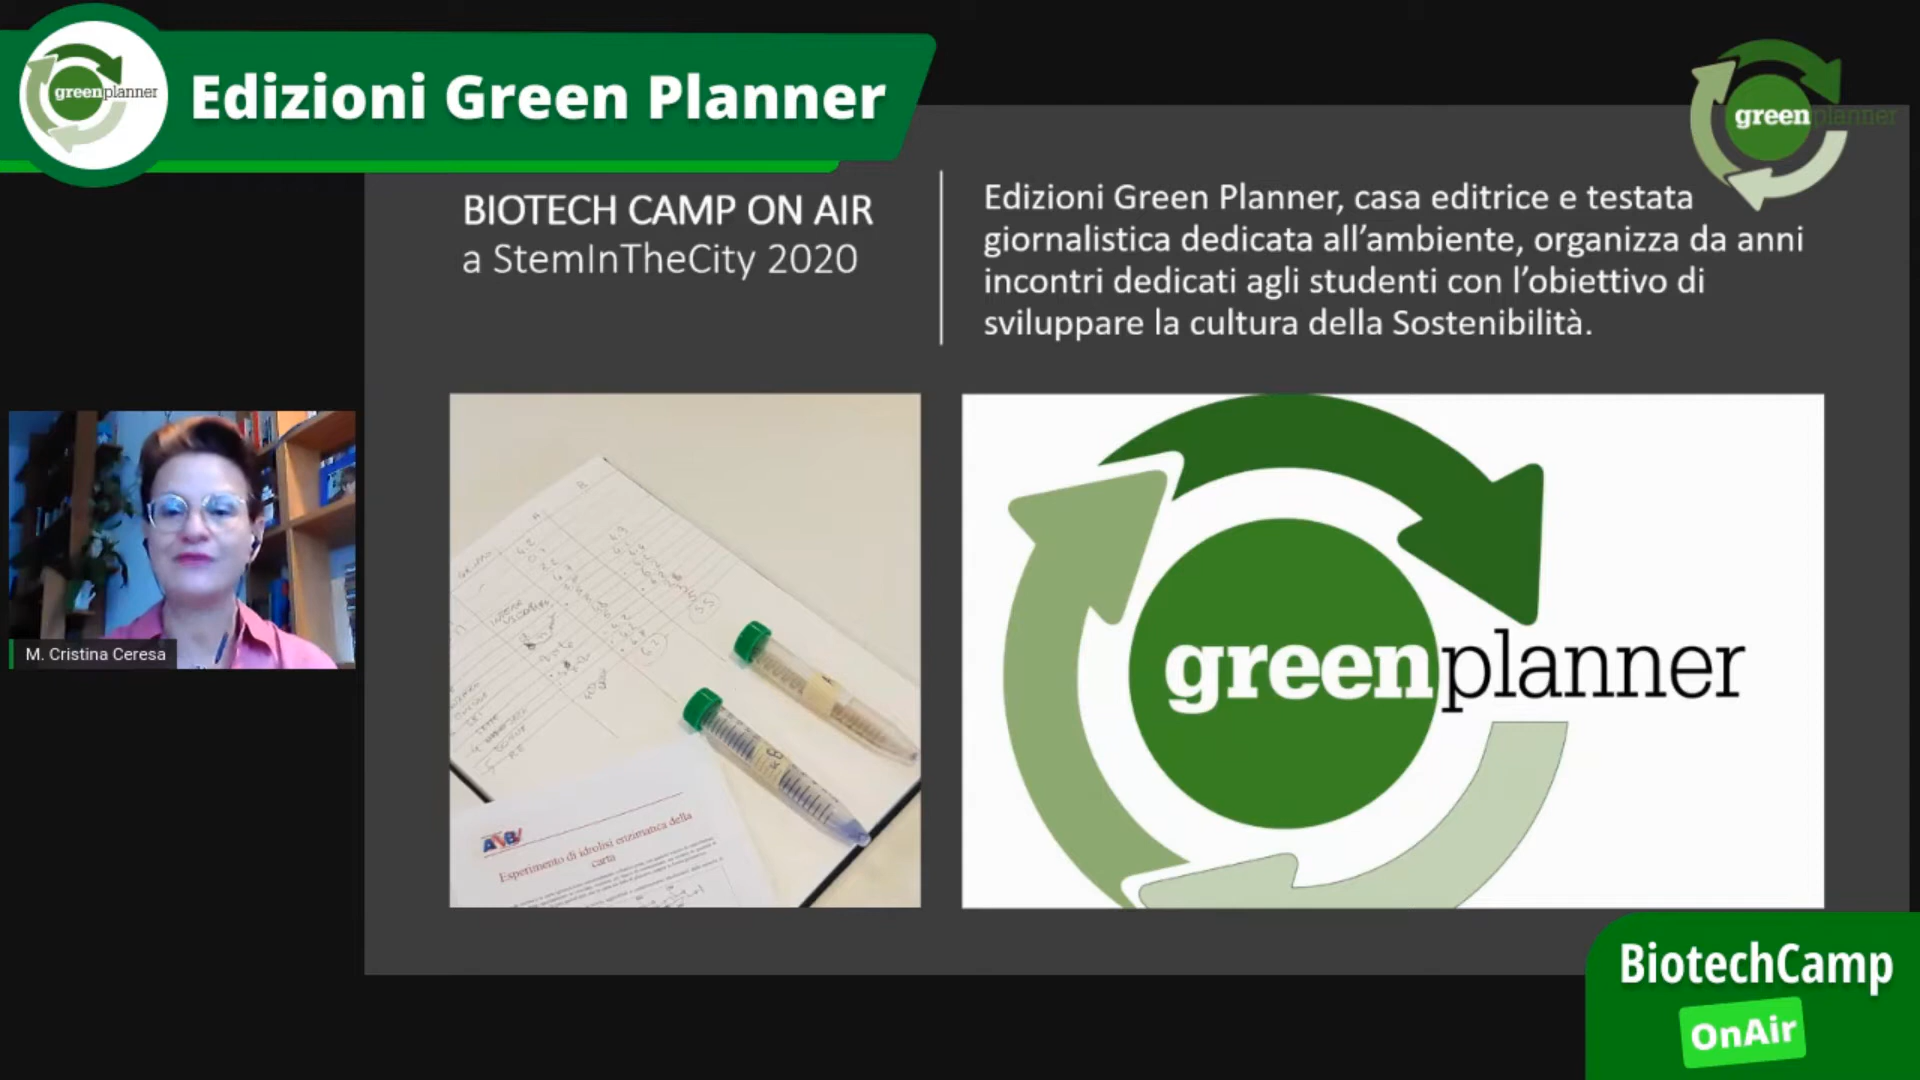 greenplanner
Edizioni Green Planner
greenplanner
BIOTECH CAMP ON AIR
a StemInTheCity 2020
Edizioni Green Planner, casa editrice e testata
giornalistica dedicata all’ambiente, organizza da anni
incontri dedicati agli studenti con l’obiettivo di
sviluppare la cultura della Sostenibilità.
M. Cristina Ceresa
Esperimento di idrolisi enzimatica della
carta
greenplanner
BiotechCamp
OnAir